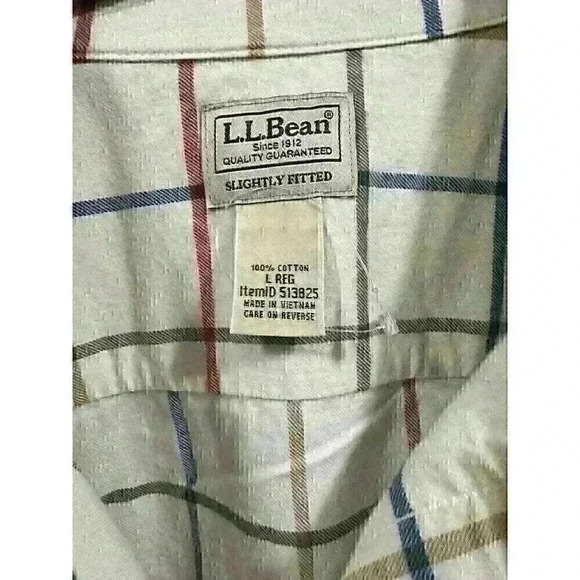 L.L.Bean®
Since 1912
QUALITY GUARANTEED
SLIGHTLY FITTED
100% COTTON
L REG
ItemID 513825
MADE IN VIETNAM
CARE ON REVERSE